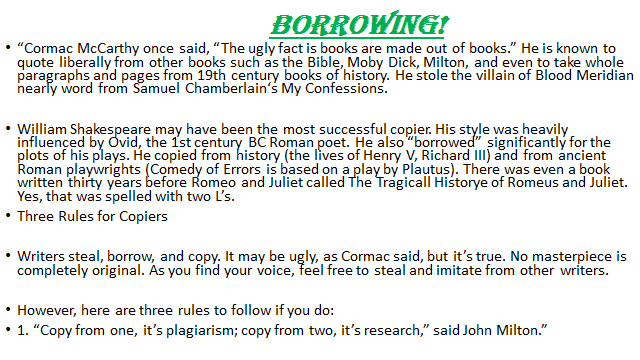 BORROWING!
• “Cormac McCarthy once said, “The ugly fact is books are made out of books.” He is known to
quote liberally from other books such as the Bible, Moby Dick, Milton, and even to take whole
paragraphs and pages from 19th century books of history. He stole the villain of Blood Meridian
nearly word from Samuel Chamberlain‘s My Confessions.
• William Shakespeare may have been the most successful copier. His style was heavily
influenced by Ovid, the 1st century BC Roman poet. He also “borrowed” significantly for the
plots of his plays. He copied from history (the lives of Henry V, Richard III) and from ancient
Roman playwrights (Comedy of Errors is based on a play by Plautus). There was even a book
written thirty years before Romeo and Juliet called The Tragicall Historye of Romeus and Juliet.
Yes, that was spelled with two L’s.
• Three Rules for Copiers
• Writers steal, borrow, and copy. It may be ugly, as Cormac said, but it’s true. No masterpiece is
completely original. As you find your voice, feel free to steal and imitate from other writers.
• However, here are three rules to follow if you do:
• 1. “Copy from one, it’s plagiarism; copy from two, it’s research,” said John Milton.”